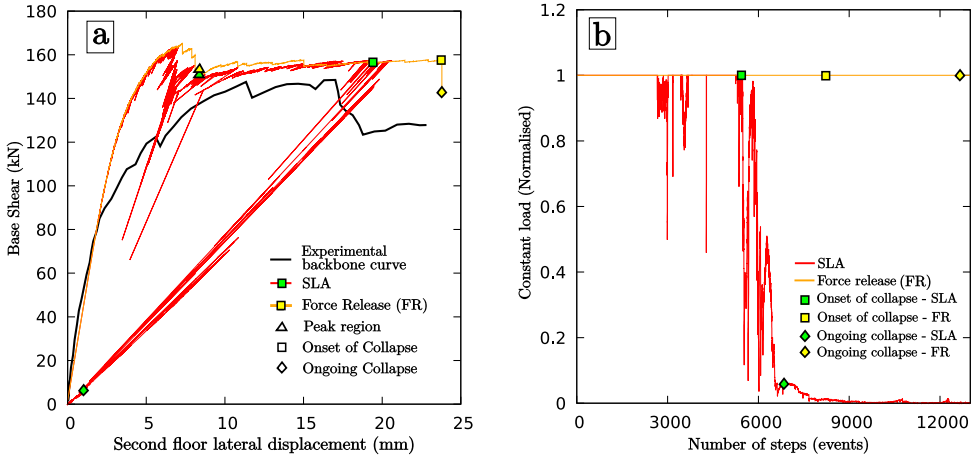 a
180
160
140
120
100
80
60
40
20
0
Base Shear (kN)
0
5
10
15
20
25
Second floor lateral displacement (mm)
Experimental
backbone curve
SLA
Force Release (FR)
Peak region
Onset of Collapse
Ongoing Collapse
b
1.2
1
0.8
0.6
0.4
0.2
0
Constant load (Normalised)
0
3000
6000
9000
12000
Number of steps (events)
SLA
Force release (FR)
Onset of collapse - SLA
Onset of collapse - FR
Ongoing collapse - SLA
Ongoing collapse - FR